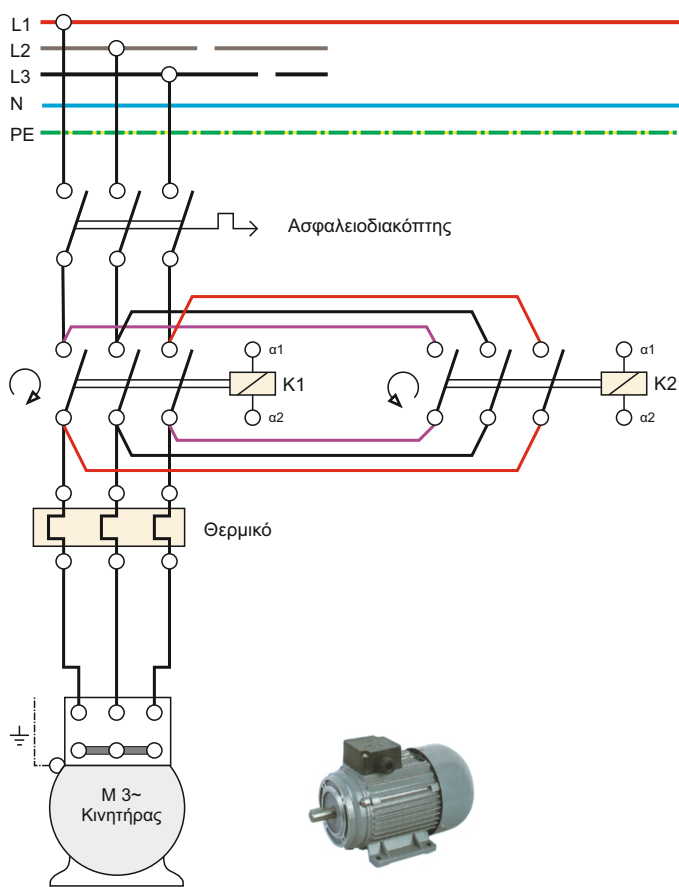 L1
L2
L3
N
PE
Ασφαλειοδιακόπτης
α1
K1
α2
α1
K2
α2
Θερμικό
M 3~
Κινητήρας